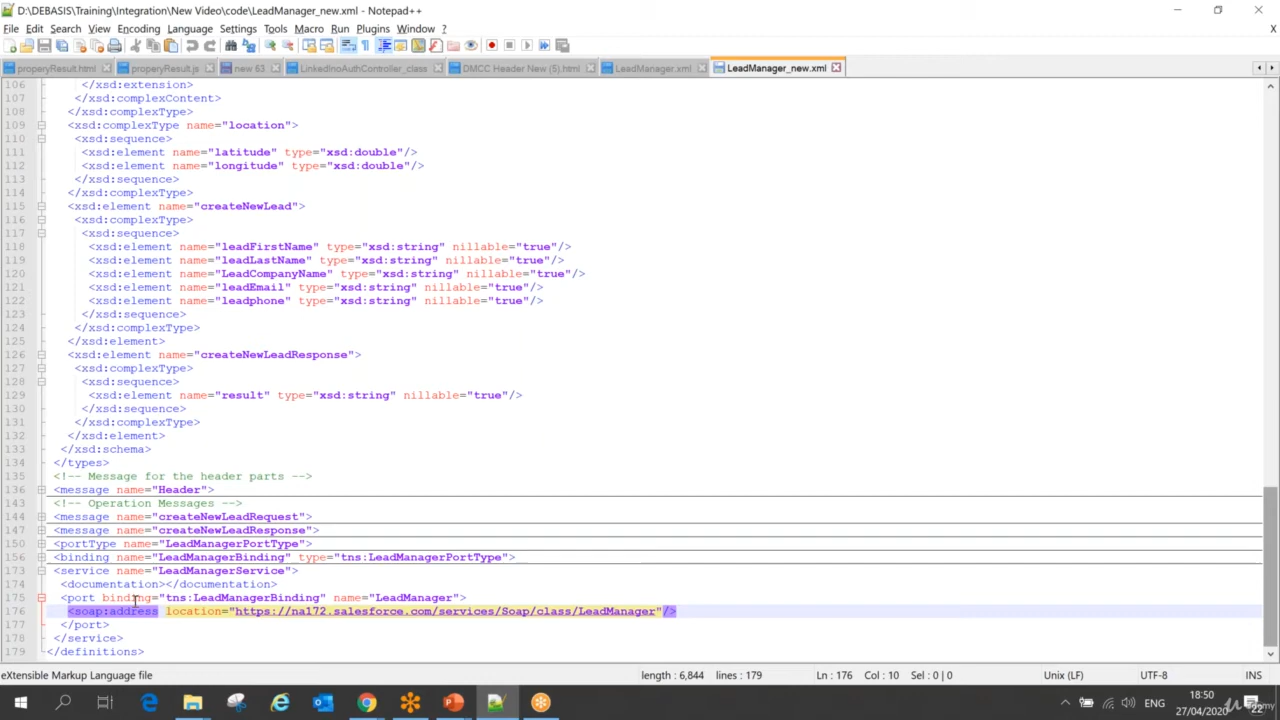 D:\DEBASIS\Training\Integration\New Video\code\LeadManager_new.xml - Notepad++
File Edit Search View Encoding Language Settings Tools Macro Run Plugins Window ? X
properyResult.html properyResult.js new 63 LinkedInoAuthController_class DMCC Header New (5).html LeadManager.xml LeadManager_new.xml
106 </xsd:extension>
107 </xsd:complexContent>
108 </xsd:complexType>
109 <xsd:complexType name="location">
110 <xsd:sequence>
111 <xsd:element name="latitude" type="xsd:double"/>
112 <xsd:element name="longitude" type="xsd:double"/>
113 </xsd:sequence>
114 </xsd:complexType>
115 <xsd:element name="createNewLead">
116 <xsd:complexType>
117 <xsd:sequence>
118 <xsd:element name="leadFirstName" type="xsd:string" nillable="true"/>
119 <xsd:element name="leadLastName" type="xsd:string" nillable="true"/>
120 <xsd:element name="LeadCompanyName" type="xsd:string" nillable="true"/>
121 <xsd:element name="leadEmail" type="xsd:string" nillable="true"/>
122 <xsd:element name="leadphone" type="xsd:string" nillable="true"/>
123 </xsd:sequence>
124 </xsd:complexType>
125 </xsd:element>
126 <xsd:element name="createNewLeadResponse">
127 <xsd:complexType>
128 <xsd:sequence>
129 <xsd:element name="result" type="xsd:string" nillable="true"/>
130 </xsd:sequence>
131 </xsd:complexType>
132 </xsd:element>
133 </xsd:schema>
134 </types>
135 <!-- Message for the header parts -->
136 <message name="Header">
143 <!-- Operation Messages -->
144 <message name="createNewLeadRequest">
147 <message name="createNewLeadResponse">
150 <portType name="LeadManagerPortType">
156 <binding name="LeadManagerBinding" type="tns:LeadManagerPortType">
173 <service name="LeadManagerService">
174 <documentation></documentation>
175 <port binding="tns:LeadManagerBinding" name="LeadManager">
176 <soap:address location="https://na172.salesforce.com/services/Soap/class/LeadManager"/>
177 </port>
178 </service>
179 </definitions>
eXtensible Markup Language file length : 6,844 lines : 179 Ln : 176 Col : 10 Sel : 0 | 0 Unix (LF) UTF-8 INS
ENG
18:50
27/04/2020
22